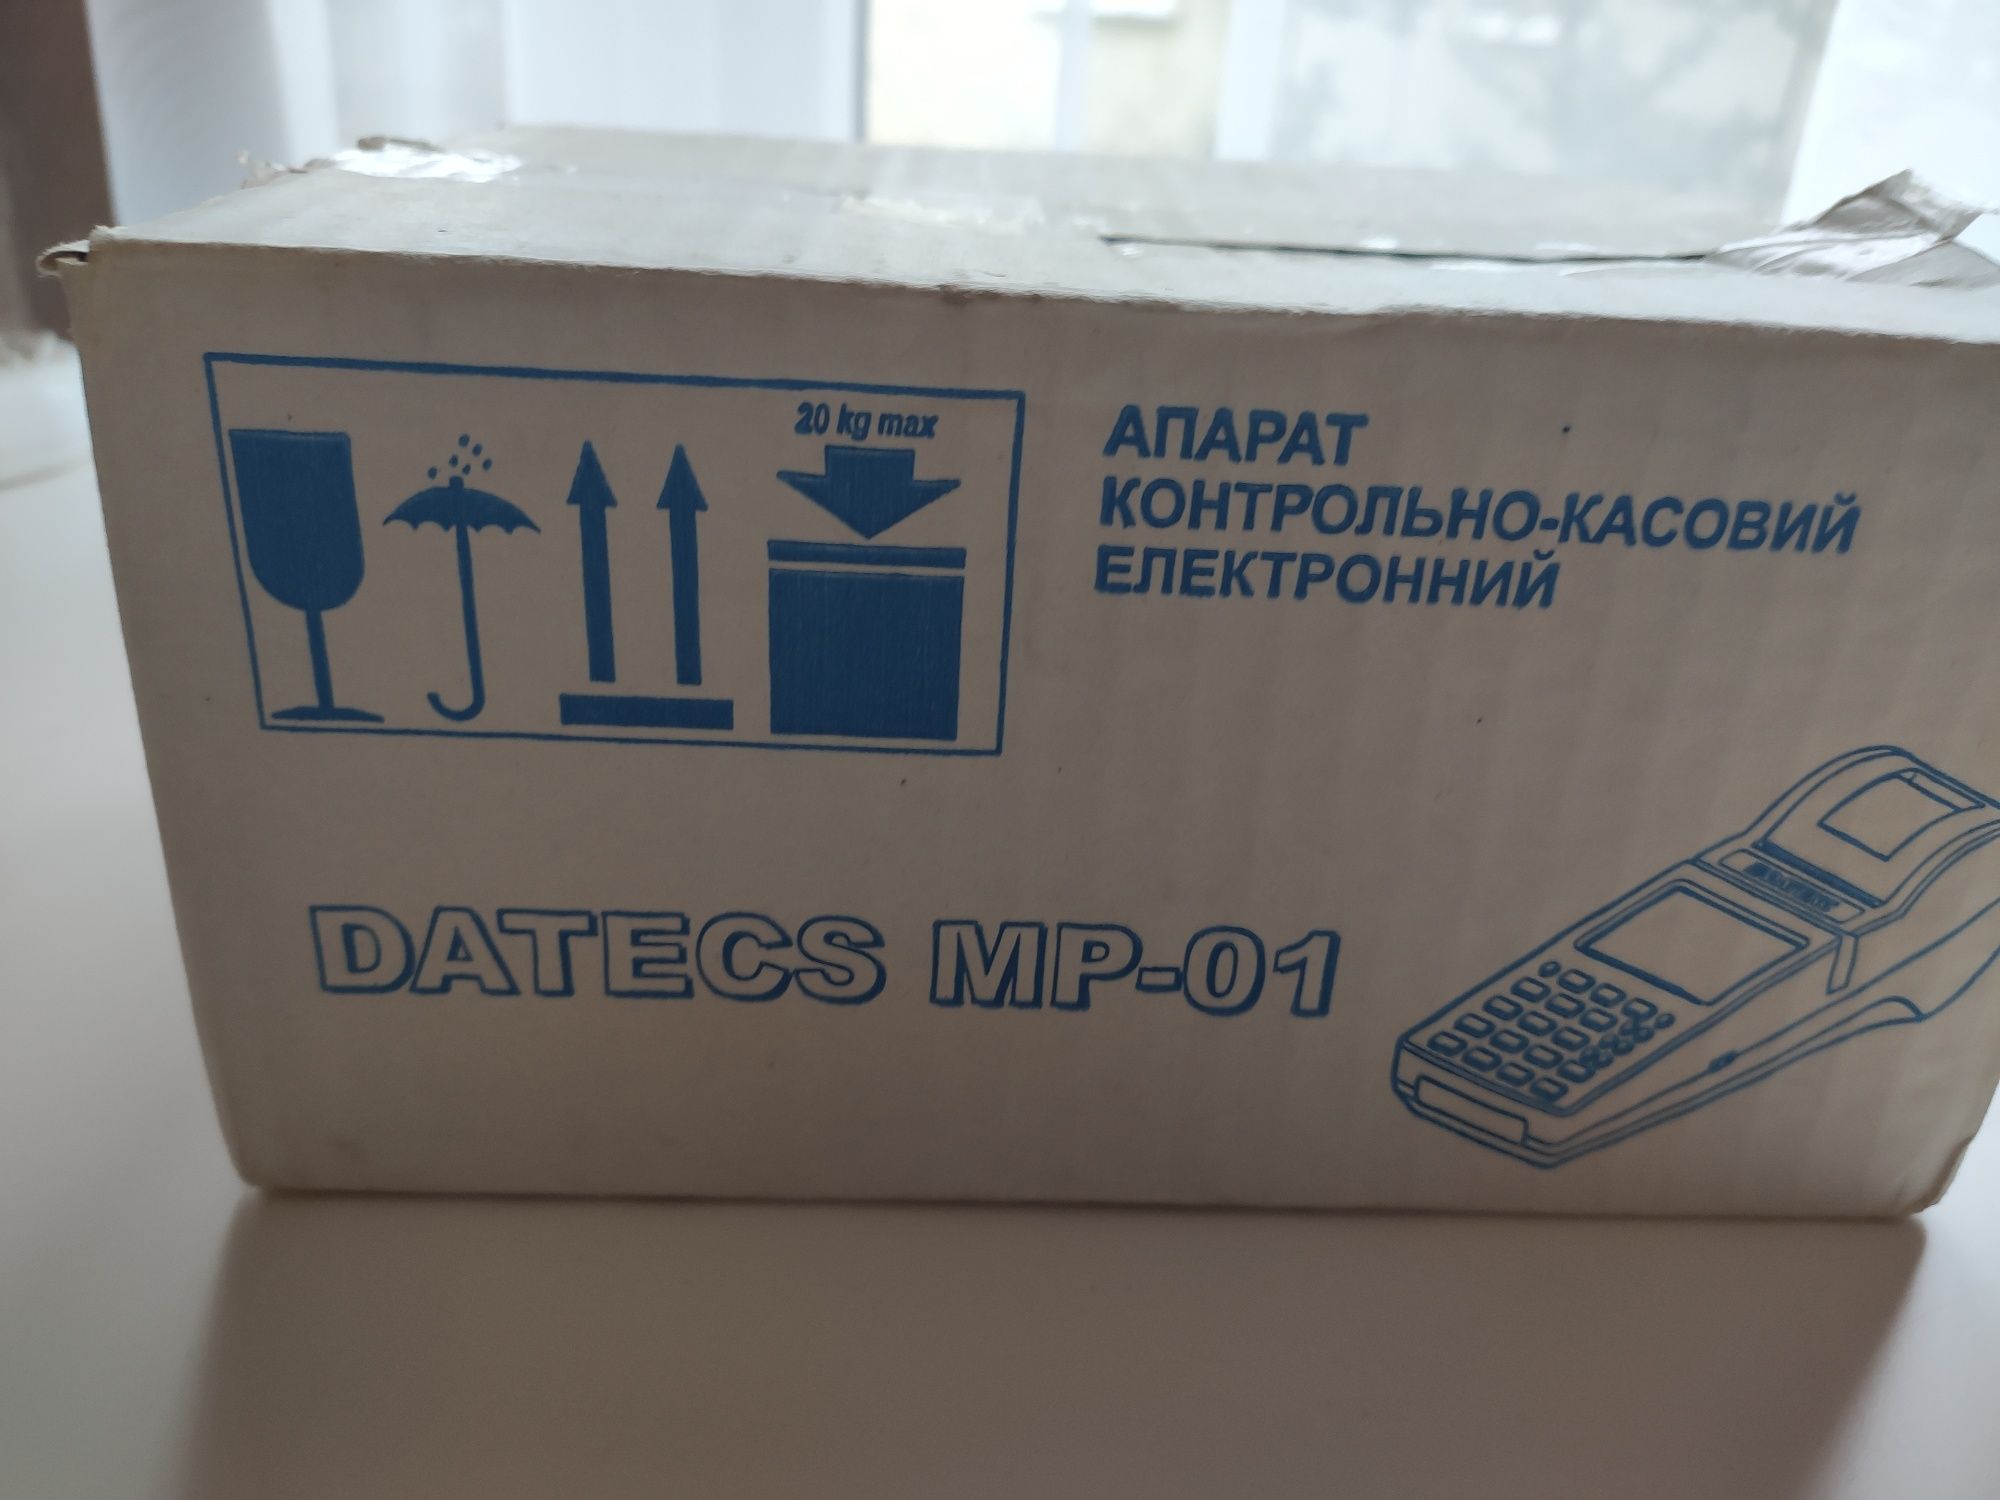 20 kg max
АПАРАТ
КОНТРОЛЬНО-КАСОВИЙ
ЕЛЕКТРОННИЙ
DATECS MP-01